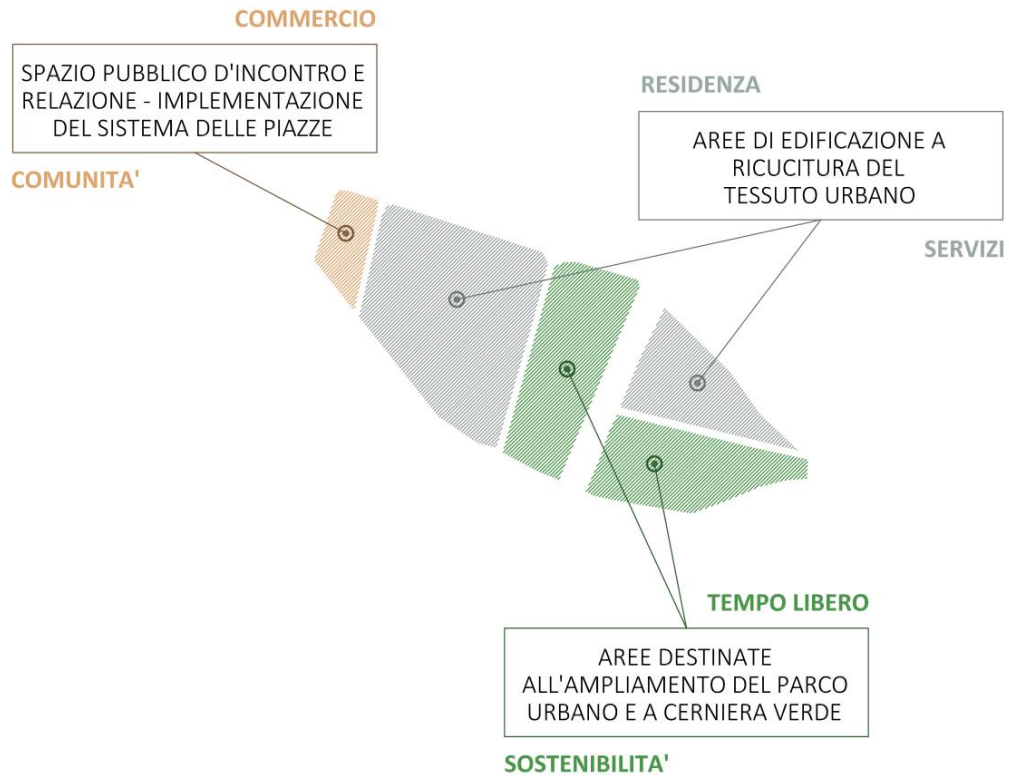 COMMERCIO
SPAZIO PUBBLICO D'INCONTRO E
RELAZIONE - IMPLEMENTAZIONE
DEL SISTEMA DELLE PIAZZE
COMUNITA'
RESIDENZA
AREE DI EDIFICAZIONE A
RICUCITURA DEL
TESSUTO URBANO
SERVIZI
TEMPO LIBERO
AREE DESTINATE
ALL'AMPLIAMENTO DEL PARCO
URBANO E A CERNIERA VERDE
SOSTENIBILITA'